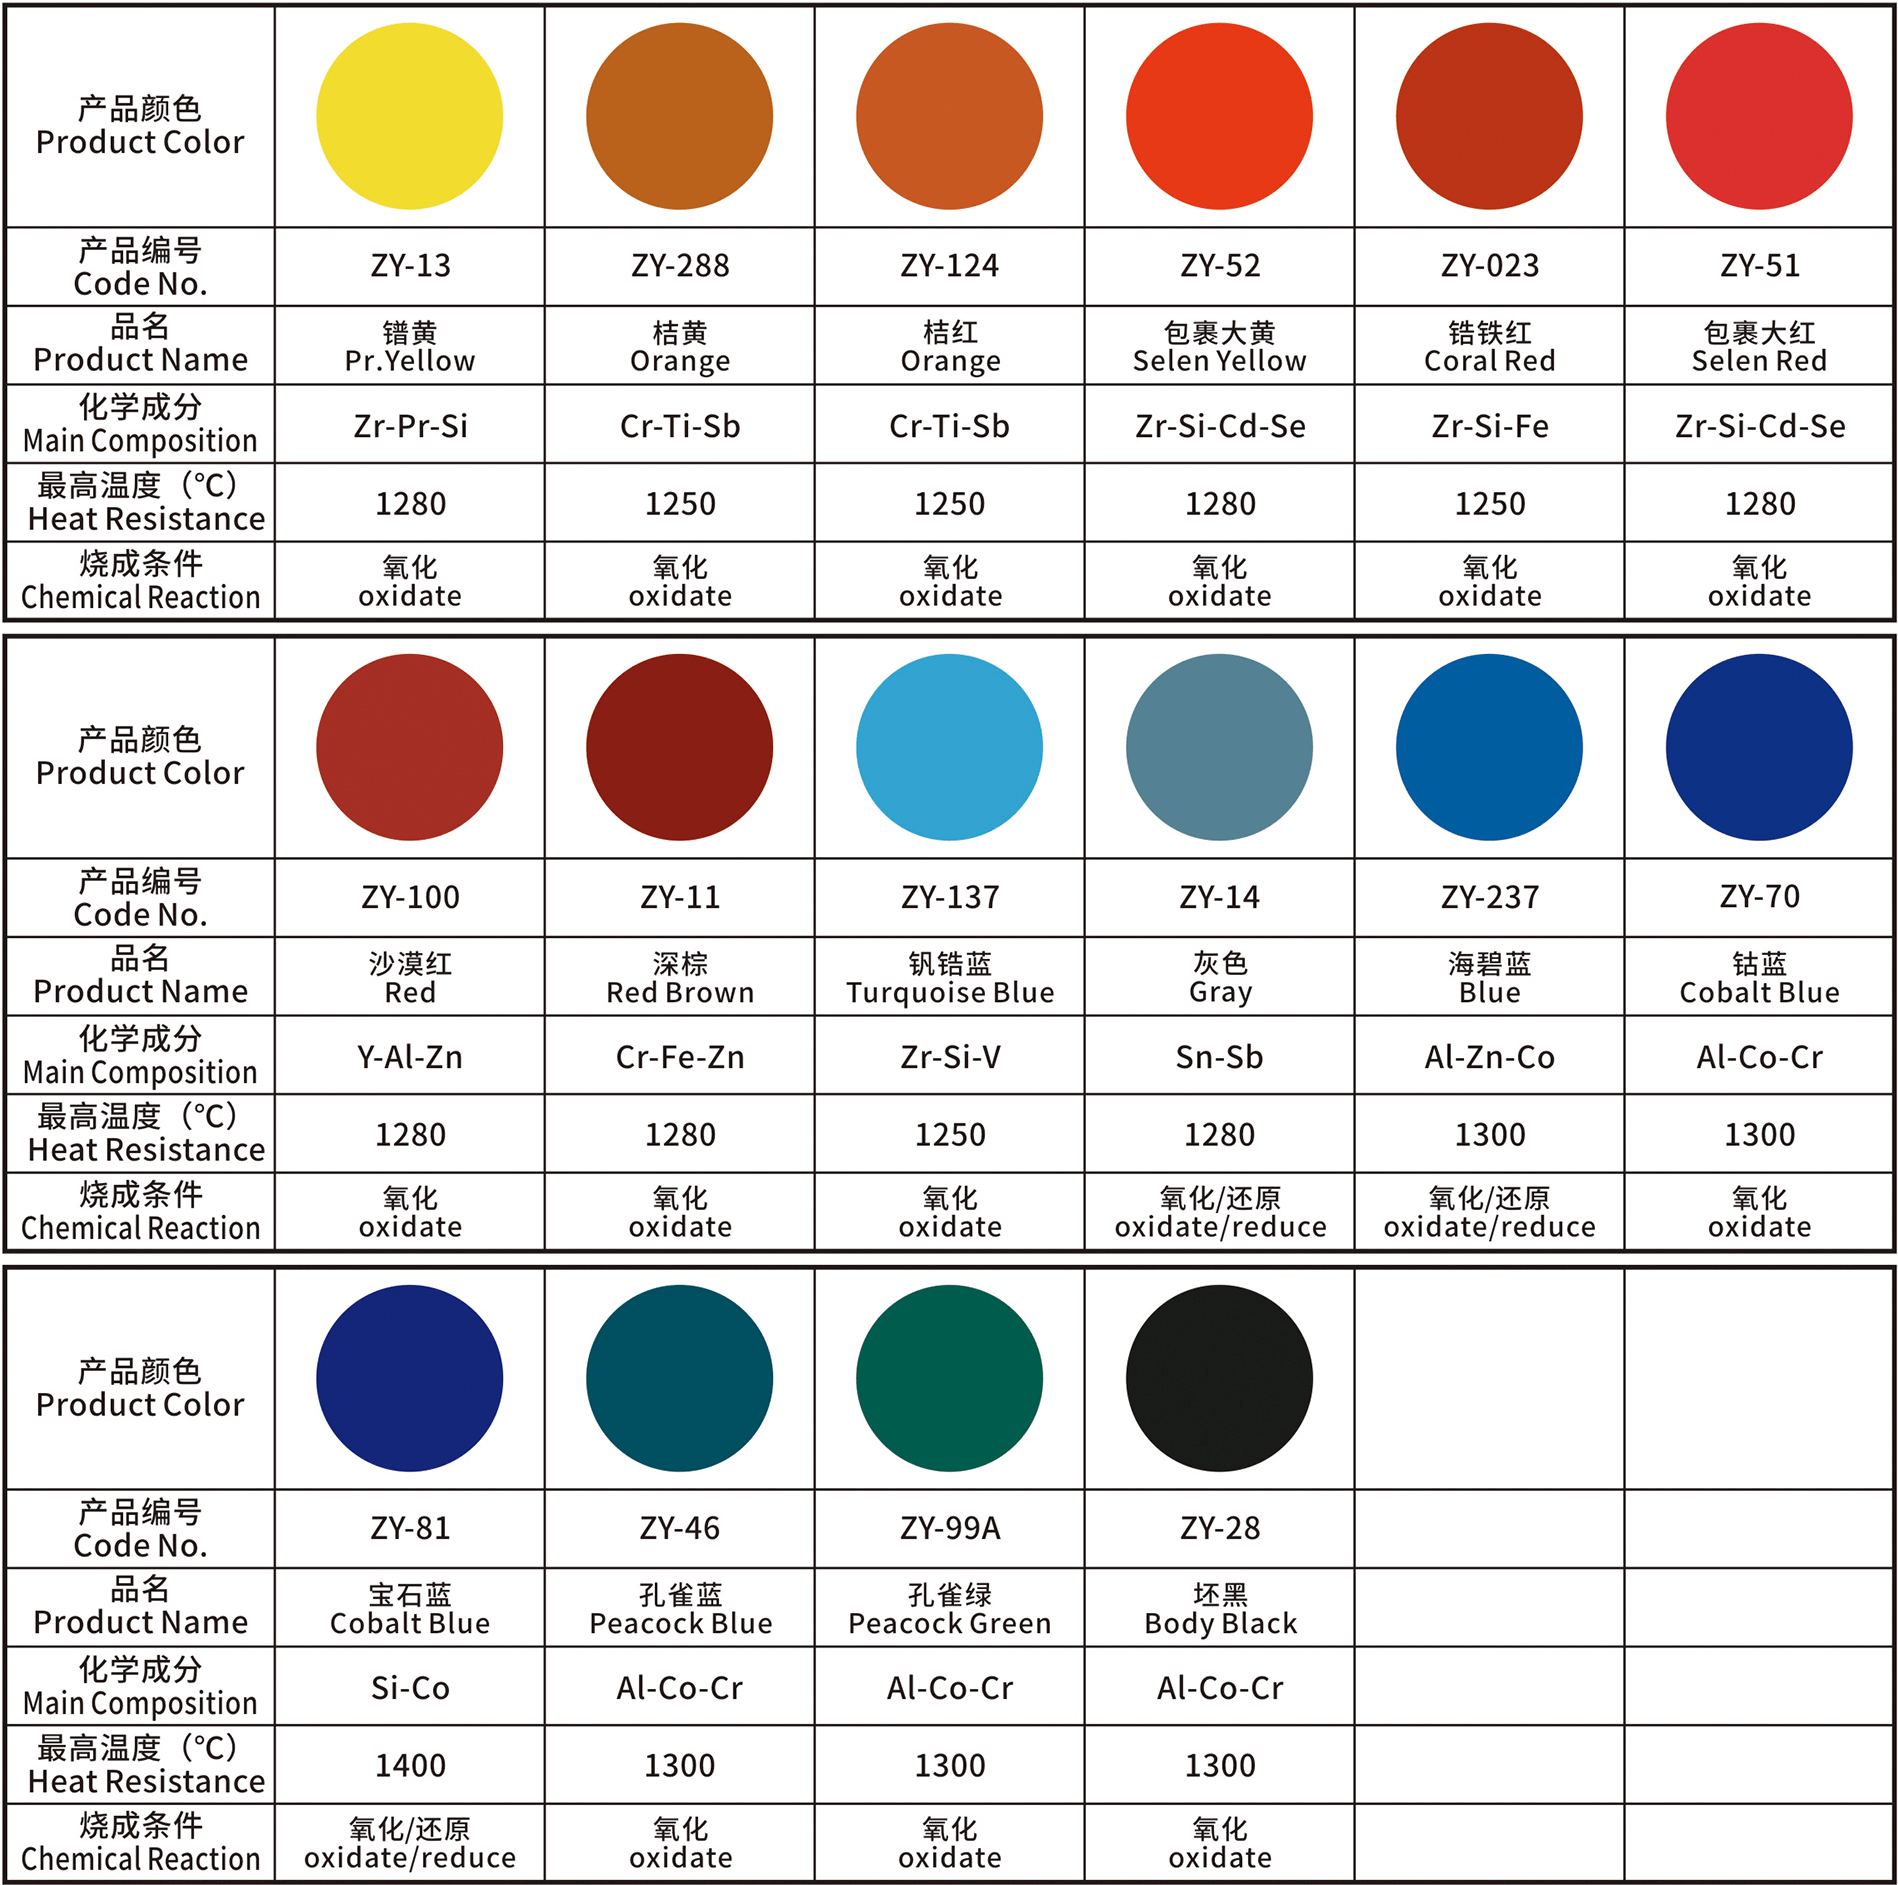 产品颜色
Product Color
产品编号
Code No.
ZY-13
ZY-288
ZY-124
ZY-52
ZY-023
ZY-51
品名
Product Name
镨黄
Pr.Yellow
桔黄
Orange
桔红
Orange
包裹大黄
Selen Yellow
锆铁红
Coral Red
包裹大红
Selen Red
化学成分
Main Composition
Zr-Pr-Si
Cr-Ti-Sb
Cr-Ti-Sb
Zr-Si-Cd-Se
Zr-Si-Fe
Zr-Si-Cd-Se
最高温度（℃）
Heat Resistance
1280
1250
1250
1280
1250
1280
烧成条件
Chemical Reaction
氧化
oxidate
氧化
oxidate
氧化
oxidate
氧化
oxidate
氧化
oxidate
氧化
oxidate
产品颜色
Product Color
产品编号
Code No.
ZY-100
ZY-11
ZY-137
ZY-14
ZY-237
ZY-70
品名
Product Name
沙漠红
Red
深棕
Red Brown
钒锆蓝
Turquoise Blue
灰色
Gray
海碧蓝
Blue
钴蓝
Cobalt Blue
化学成分
Main Composition
Y-Al-Zn
Cr-Fe-Zn
Zr-Si-V
Sn-Sb
Al-Zn-Co
Al-Co-Cr
最高温度（℃）
Heat Resistance
1280
1280
1250
1280
1300
1300
烧成条件
Chemical Reaction
氧化
oxidate
氧化
oxidate
氧化
oxidate
氧化/还原
oxidate/reduce
氧化/还原
oxidate/reduce
氧化
oxidate
产品颜色
Product Color
产品编号
Code No.
ZY-81
ZY-46
ZY-99A
ZY-28
品名
Product Name
宝石蓝
Cobalt Blue
孔雀蓝
Peacock Blue
孔雀绿
Peacock Green
坯黑
Body Black
化学成分
Main Composition
Si-Co
Al-Co-Cr
Al-Co-Cr
Al-Co-Cr
最高温度（℃）
Heat Resistance
1400
1300
1300
1300
烧成条件
Chemical Reaction
氧化/还原
oxidate/reduce
氧化
oxidate
氧化
oxidate
氧化
oxidate